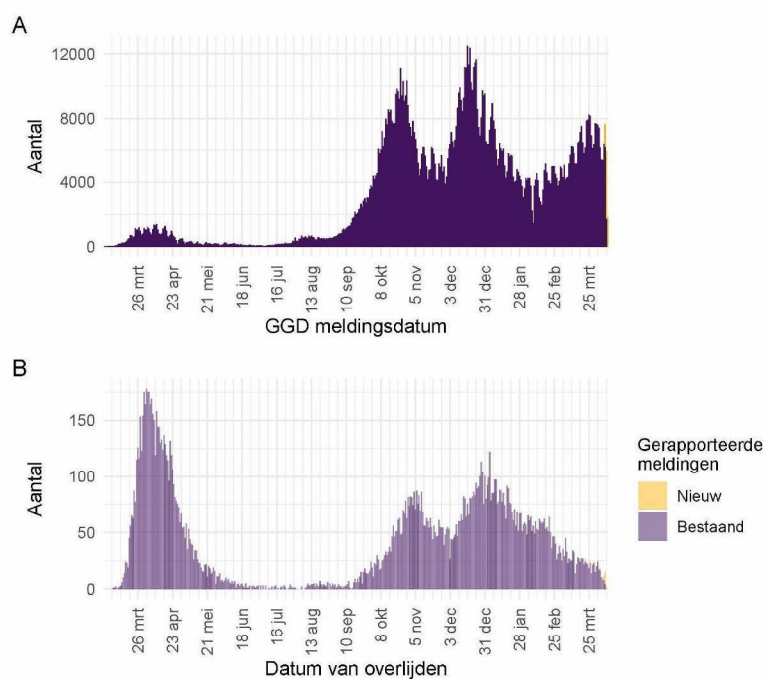 A
12000
8000
4000
0
Aantal
26 mrt
23 apr
21 mei
18 jun
16 jul
13 aug
10 sep
8 okt
5 nov
3 dec
31 dec
28 jan
25 feb
25 mrt
GGD meldingsdatum
B
150
100
50
0
Aantal
26 mrt
23 apr
21 mei
18 jun
16 jul
13 aug
10 sep
8 okt
5 nov
3 dec
31 dec
28 jan
25 feb
25 mrt
Datum van overlijden
Gerapporteerde
meldingen
Nieuw
Bestaand